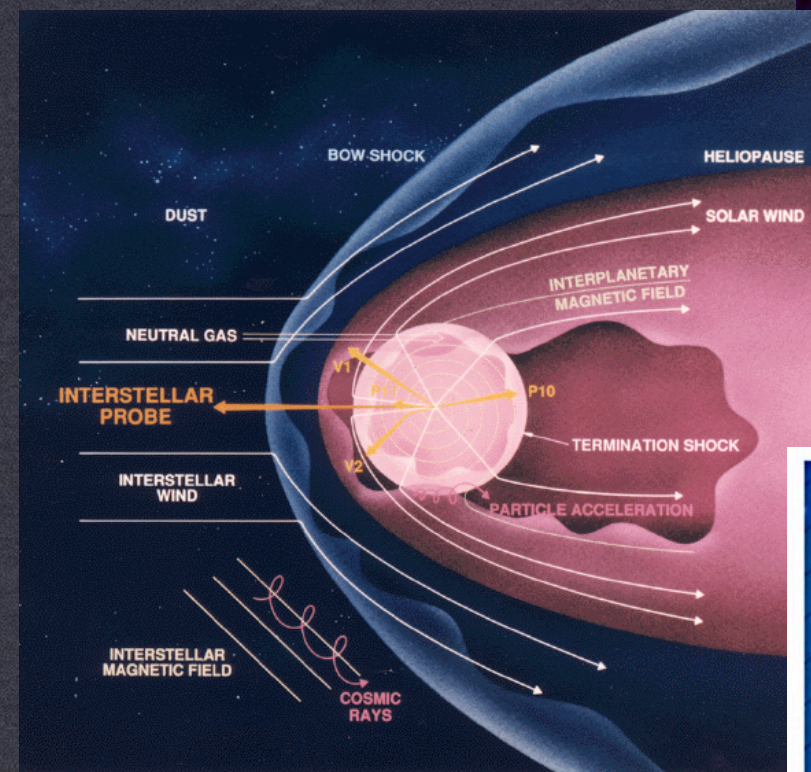 BOW SHOCK
HELIOPAUSE
DUST
SOLAR WIND
INTERPLANETARY
MAGNETIC FIELD
NEUTRAL GAS
V1
P11
P10
INTERSTELLAR
PROBE
TERMINATION SHOCK
V2
INTERSTELLAR
WIND
PARTICLE ACCELERATION
INTERSTELLAR
MAGNETIC FIELD
COSMIC
RAYS